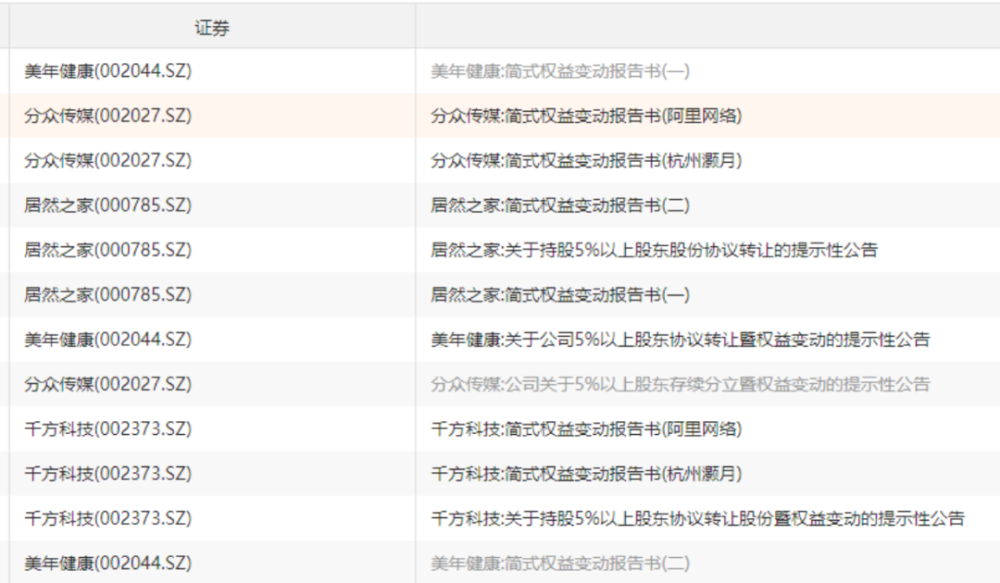 证券
美年健康(002044.SZ) 美年健康:简式权益变动报告书(一)
分众传媒(002027.SZ) 分众传媒:简式权益变动报告书(阿里网络)
分众传媒(002027.SZ) 分众传媒:简式权益变动报告书(杭州灏月)
居然之家(000785.SZ) 居然之家:简式权益变动报告书(二)
居然之家(000785.SZ) 居然之家:关于持股5%以上股东股份协议转让的提示性公告
居然之家(000785.SZ) 居然之家:简式权益变动报告书(一)
美年健康(002044.SZ) 美年健康:关于公司5%以上股东协议转让暨权益变动的提示性公告
分众传媒(002027.SZ) 分众传媒:公司关于5%以上股东存续分立暨权益变动的提示性公告
千方科技(002373.SZ) 千方科技:简式权益变动报告书(阿里网络)
千方科技(002373.SZ) 千方科技:简式权益变动报告书(杭州灏月)
千方科技(002373.SZ) 千方科技:关于持股5%以上股东协议转让股份暨权益变动的提示性公告
美年健康(002044.SZ) 美年健康:简式权益变动报告书(二)